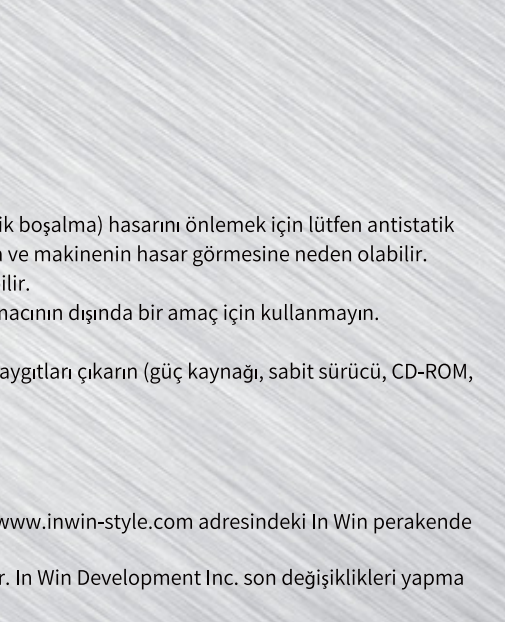 ik boşalma) hasarını önlemek için lütfen antistatik
ve makinenin hasar görmesine neden olabilir.
ilir.
macının dışında bir amaç için kullanmayın.
aygıtları çıkarın (güç kaynağı, sabit sürücü, CD-ROM,
www.inwin-style.com adresindeki In Win perakende
r. In Win Development Inc. son değişiklikleri yapma